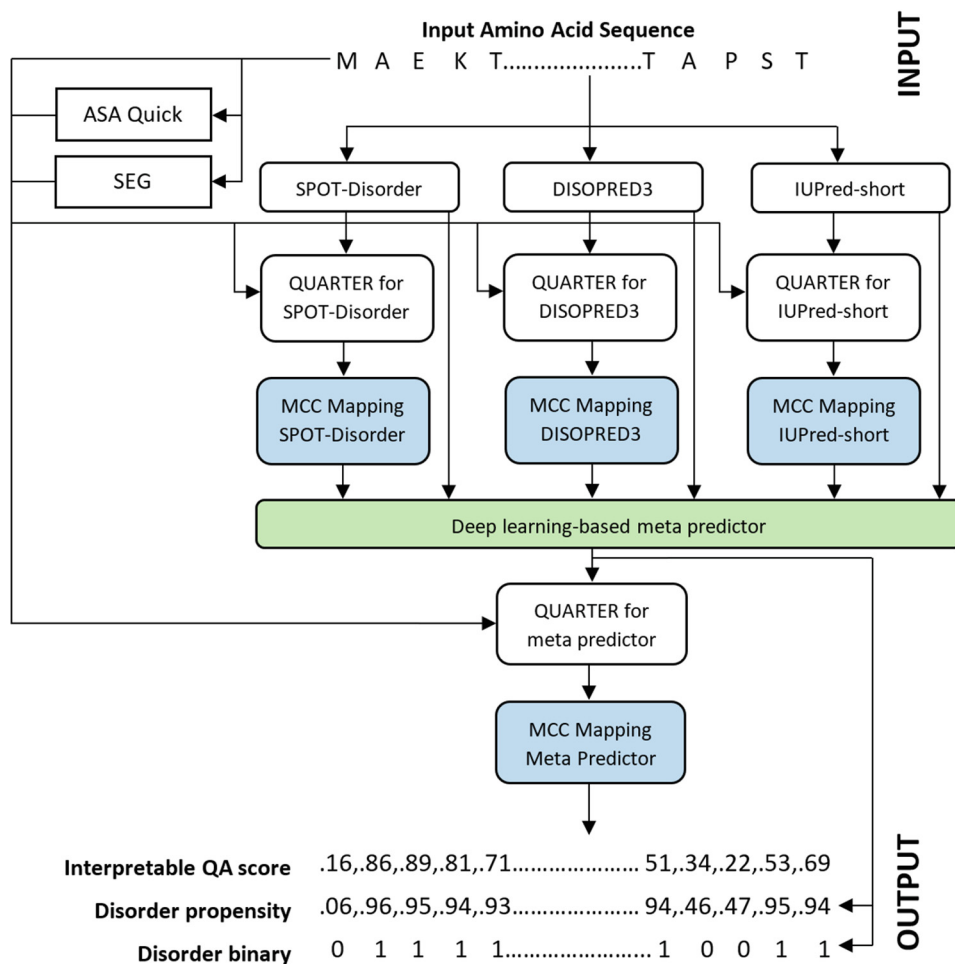 Input Amino Acid Sequence
INPUT
M A E K T......................T A P S T
ASA Quick
SEG
SPOT-Disorder
DISOPRED3
IUPred-short
QUARTER for
SPOT-Disorder
QUARTER for
DISOPRED3
QUARTER for
IUPred-short
MCC Mapping
SPOT-Disorder
MCC Mapping
DISOPRED3
MCC Mapping
IUPred-short
Deep learning-based meta predictor
QUARTER for
meta predictor
MCC Mapping
Meta Predictor
OUTPUT
Interpretable QA score .16,.86,.89,.81,.71...................... 51,.34,.22,.53,.69
Disorder propensity .06,.96,.95,.94,.93...................... 94,.46,.47,.95,.94
Disorder binary 0 1 1 1 1......................... 1 0 0 1 1